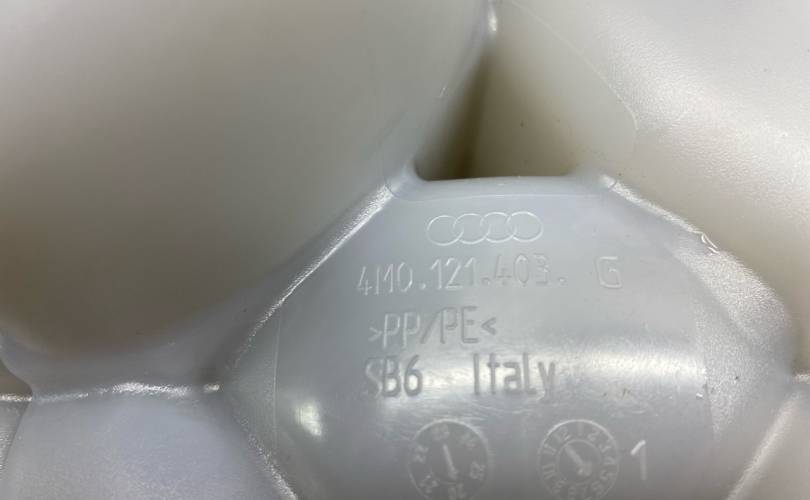 4M0.121.403. G
>PP/PE<
SB6 Italy
1